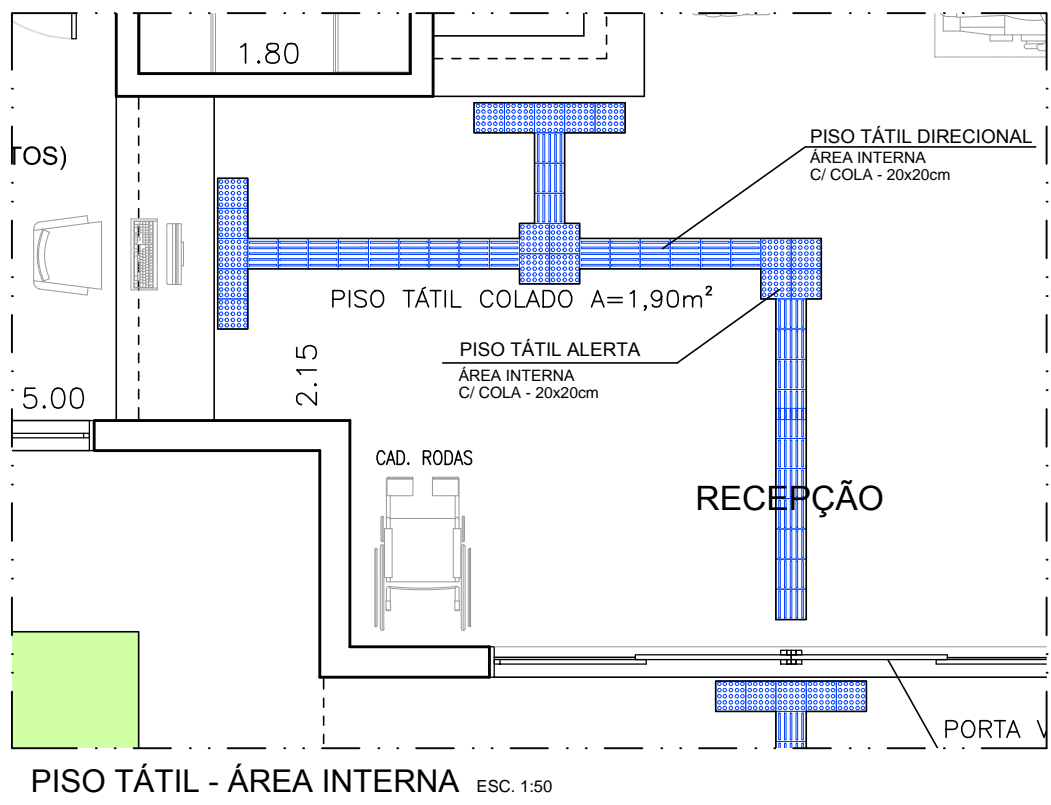 1.80
TOS)
PISO TÁTIL DIRECIONAL
ÁREA INTERNA
C/ COLA - 20x20cm
PISO TÁTIL COLADO A=1,90m²
PISO TÁTIL ALERTA
ÁREA INTERNA
C/ COLA - 20x20cm
2.15
5.00
CAD. RODAS
RECEPÇÃO
PORTA V
PISO TÁTIL - ÁREA INTERNA ESC. 1:50